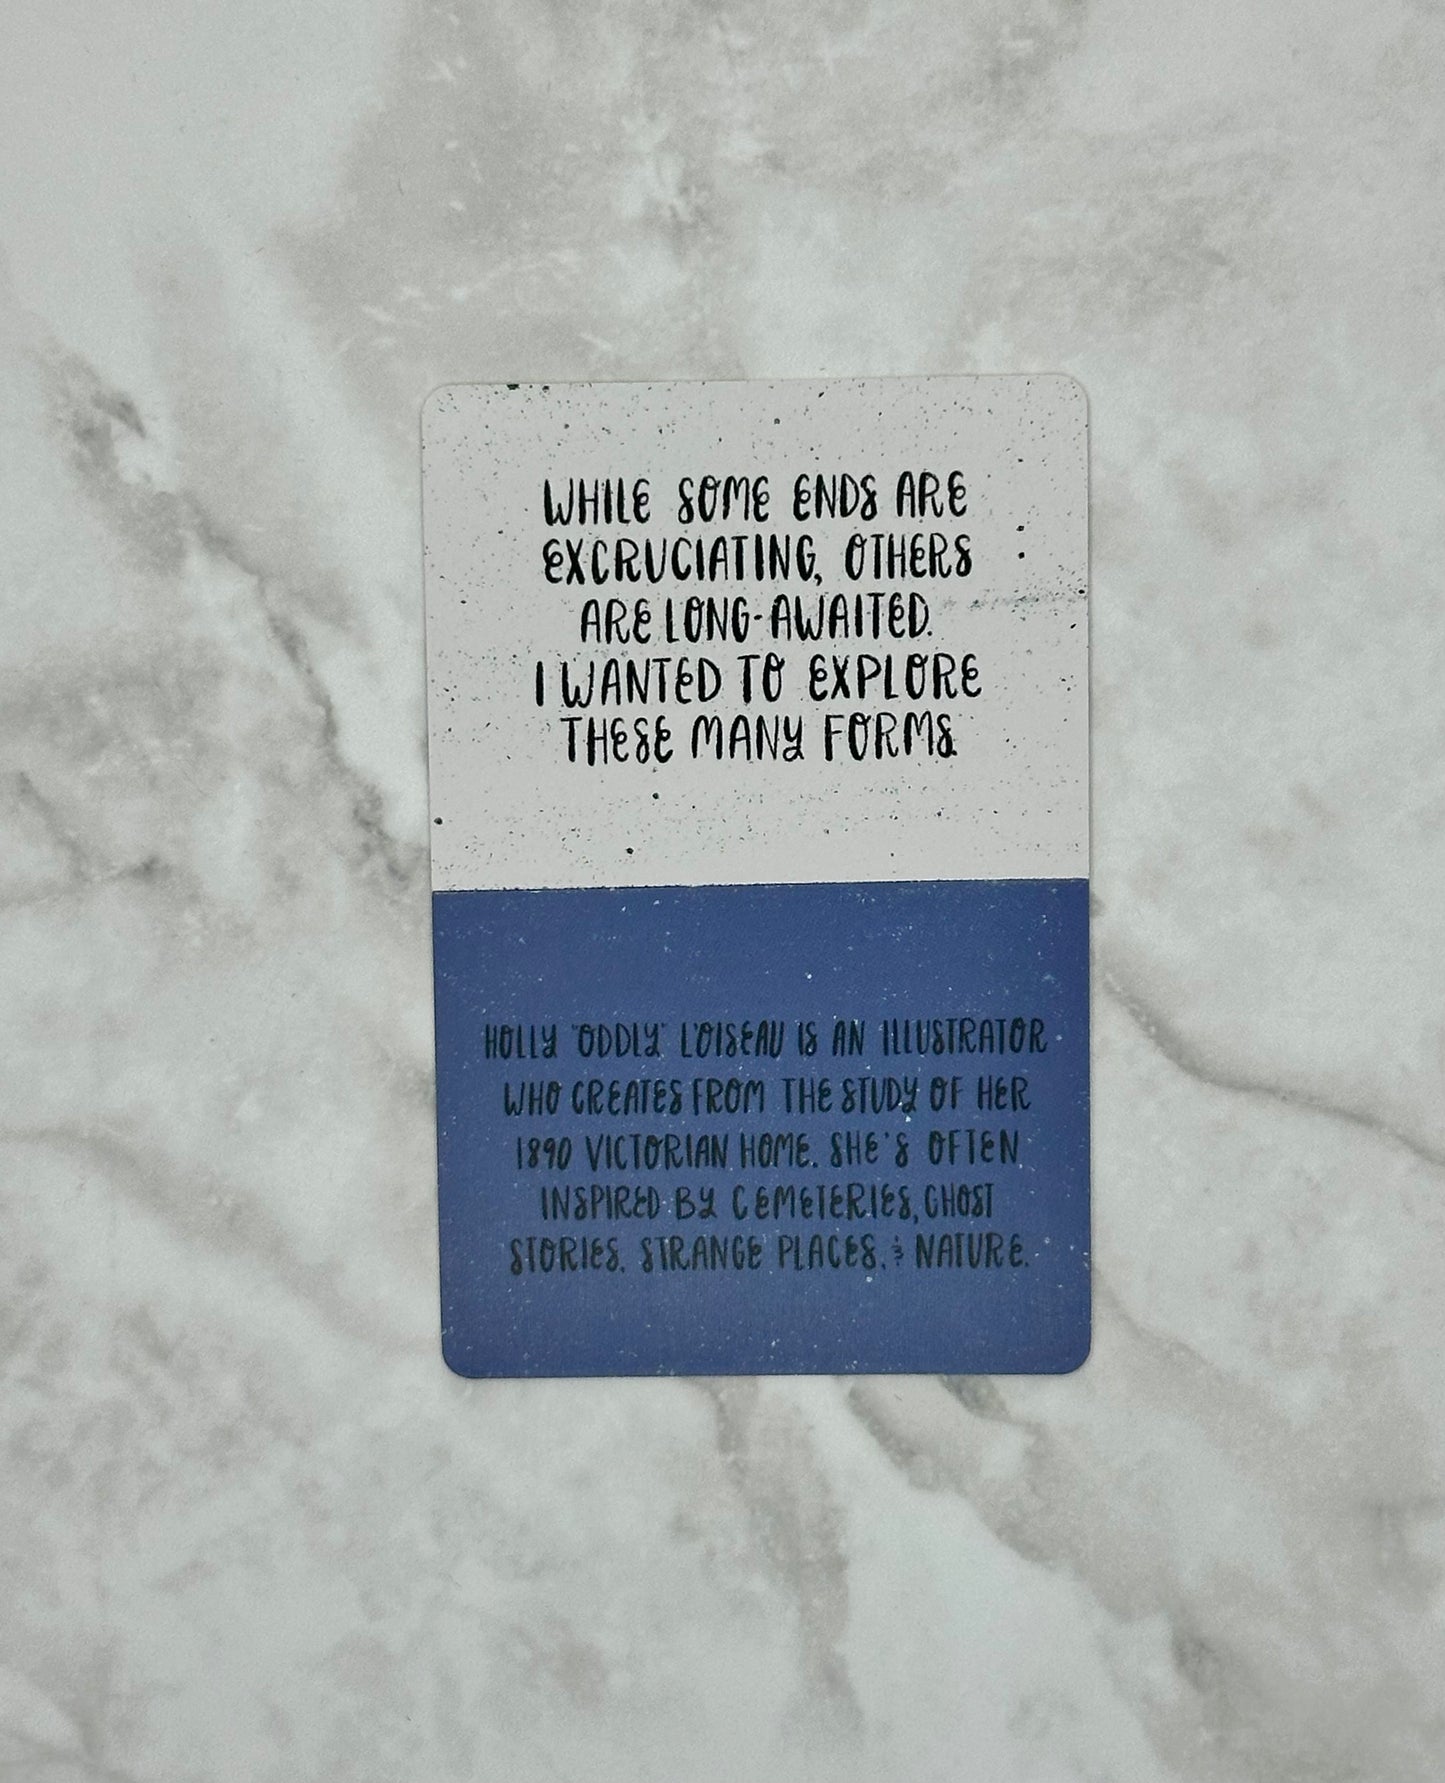 WHILE SOME ENDS ARE
EXCRUCIATING, OTHERS
ARE LONG-AWAITED.
I WANTED TO EXPLORE
THESE MANY FORMS.
HOLLY "ODDLY" L'OISEAU IS AN ILLUSTRATOR
WHO CREATES FROM THE STUDY OF HER
1890 VICTORIAN HOME. SHE'S OFTEN
INSPIRED BY CEMETERIES, GHOST
STORIES, STRANGE PLACES, & NATURE.